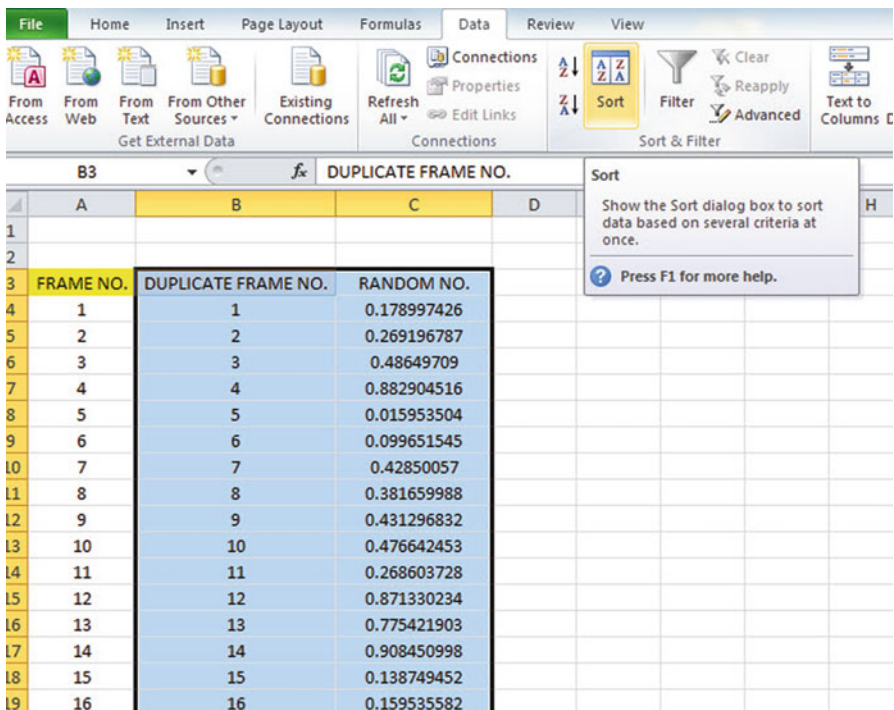 File Home Insert Page Layout Formulas Data Review View
From Access
From Web
From Text
From Other Sources
Existing Connections
Get External Data
Refresh All
Connections
Properties
Edit Links
Connections
Sort
Filter
Clear
Reapply
Advanced
Sort & Filter
Text to Columns
B3 fx DUPLICATE FRAME NO.
Sort
Show the Sort dialog box to sort
data based on several criteria at
once.
Press F1 for more help.
A B C D H
1
2
3 FRAME NO. DUPLICATE FRAME NO. RANDOM NO.
4 1 1 0.178997426
5 2 2 0.269196787
6 3 3 0.48649709
7 4 4 0.882904516
8 5 5 0.015953504
9 6 6 0.099651545
10 7 7 0.42850057
11 8 8 0.381659988
12 9 9 0.431296832
13 10 10 0.476642453
14 11 11 0.268603728
15 12 12 0.871330234
16 13 13 0.775421903
17 14 14 0.908450998
18 15 15 0.138749452
19 16 16 0.159535582